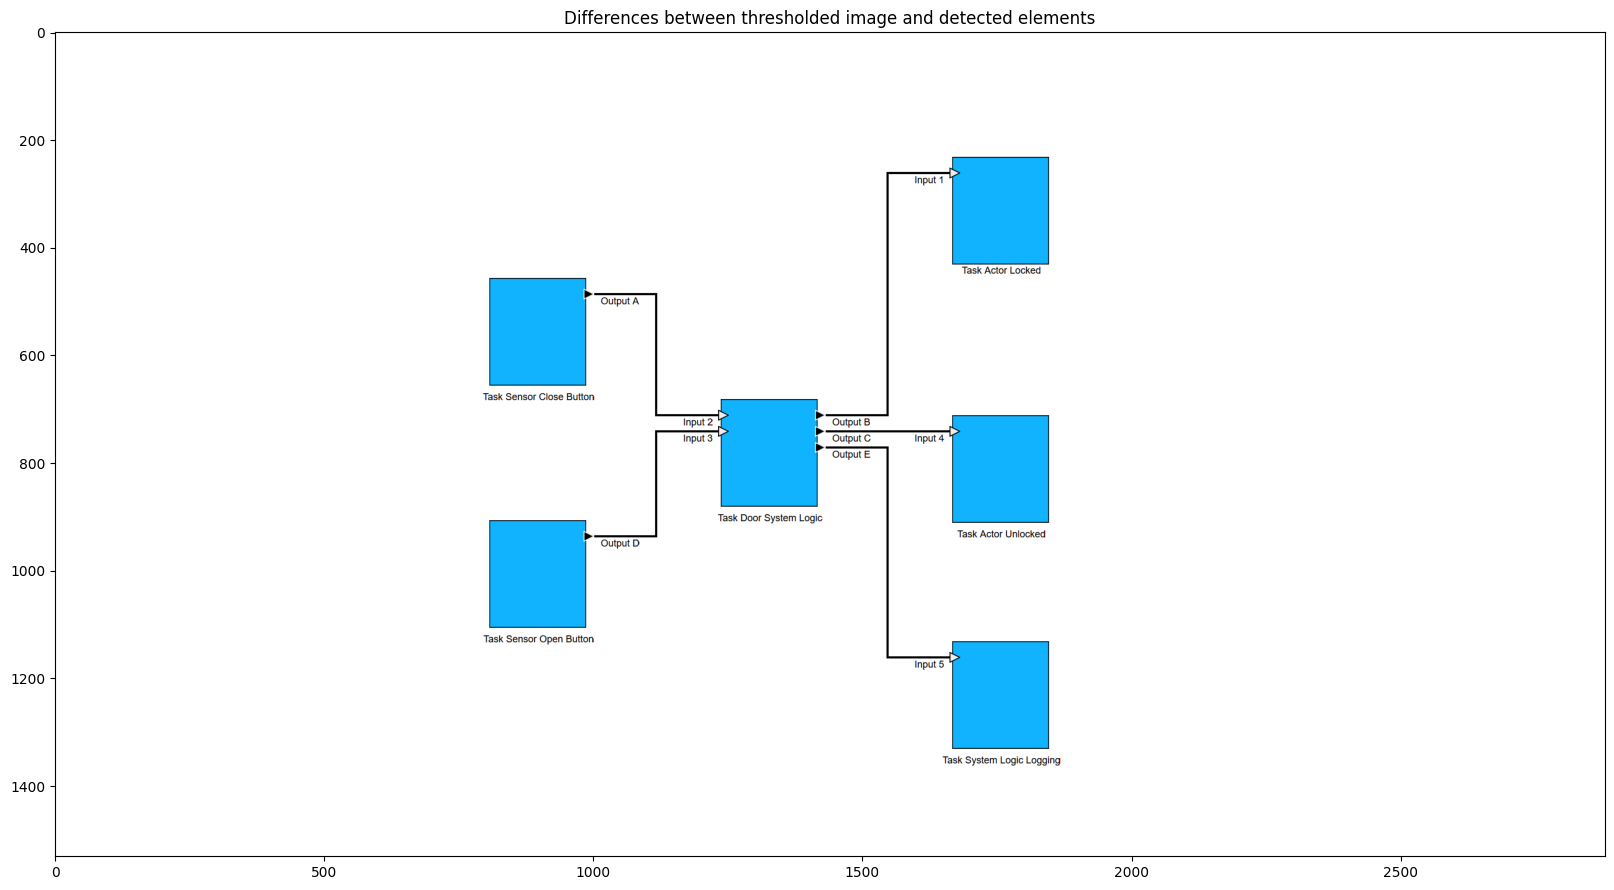 Differences between thresholded image and detected elements
0
200
400
600
800
1000
1200
1400
Input 1
Task Actor Locked
Output A
Task Sensor Close Button
Input 2
Input 3
Output B
Output C
Output E
Input 4
Task Door System Logic
Task Actor Unlocked
Output D
Task Sensor Open Button
Input 5
Task System Logic Logging
0
500
1000
1500
2000
2500